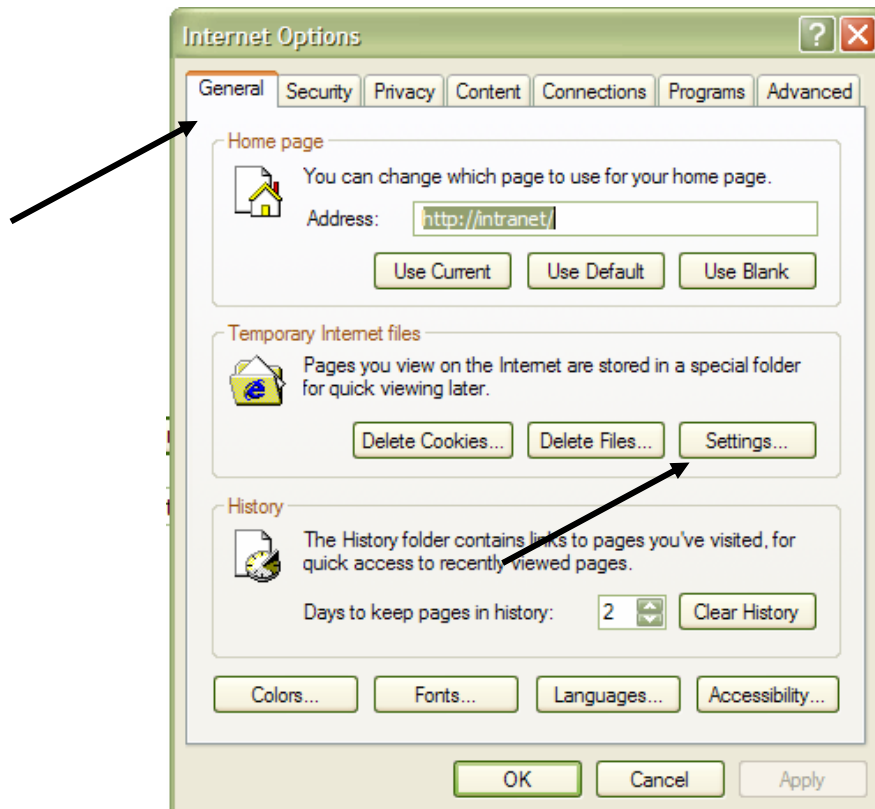 Internet Options
General Security Privacy Content Connections Programs Advanced
Home page
You can change which page to use for your home page.
Address: http://intranet/
Use Current Use Default Use Blank
Temporary Internet files
Pages you view on the Internet are stored in a special folder
for quick viewing later.
Delete Cookies... Delete Files... Settings...
History
The History folder contains links to pages you've visited, for
quick access to recently viewed pages.
Days to keep pages in history: 2 Clear History
Colors... Fonts... Languages... Accessibility...
OK Cancel Apply